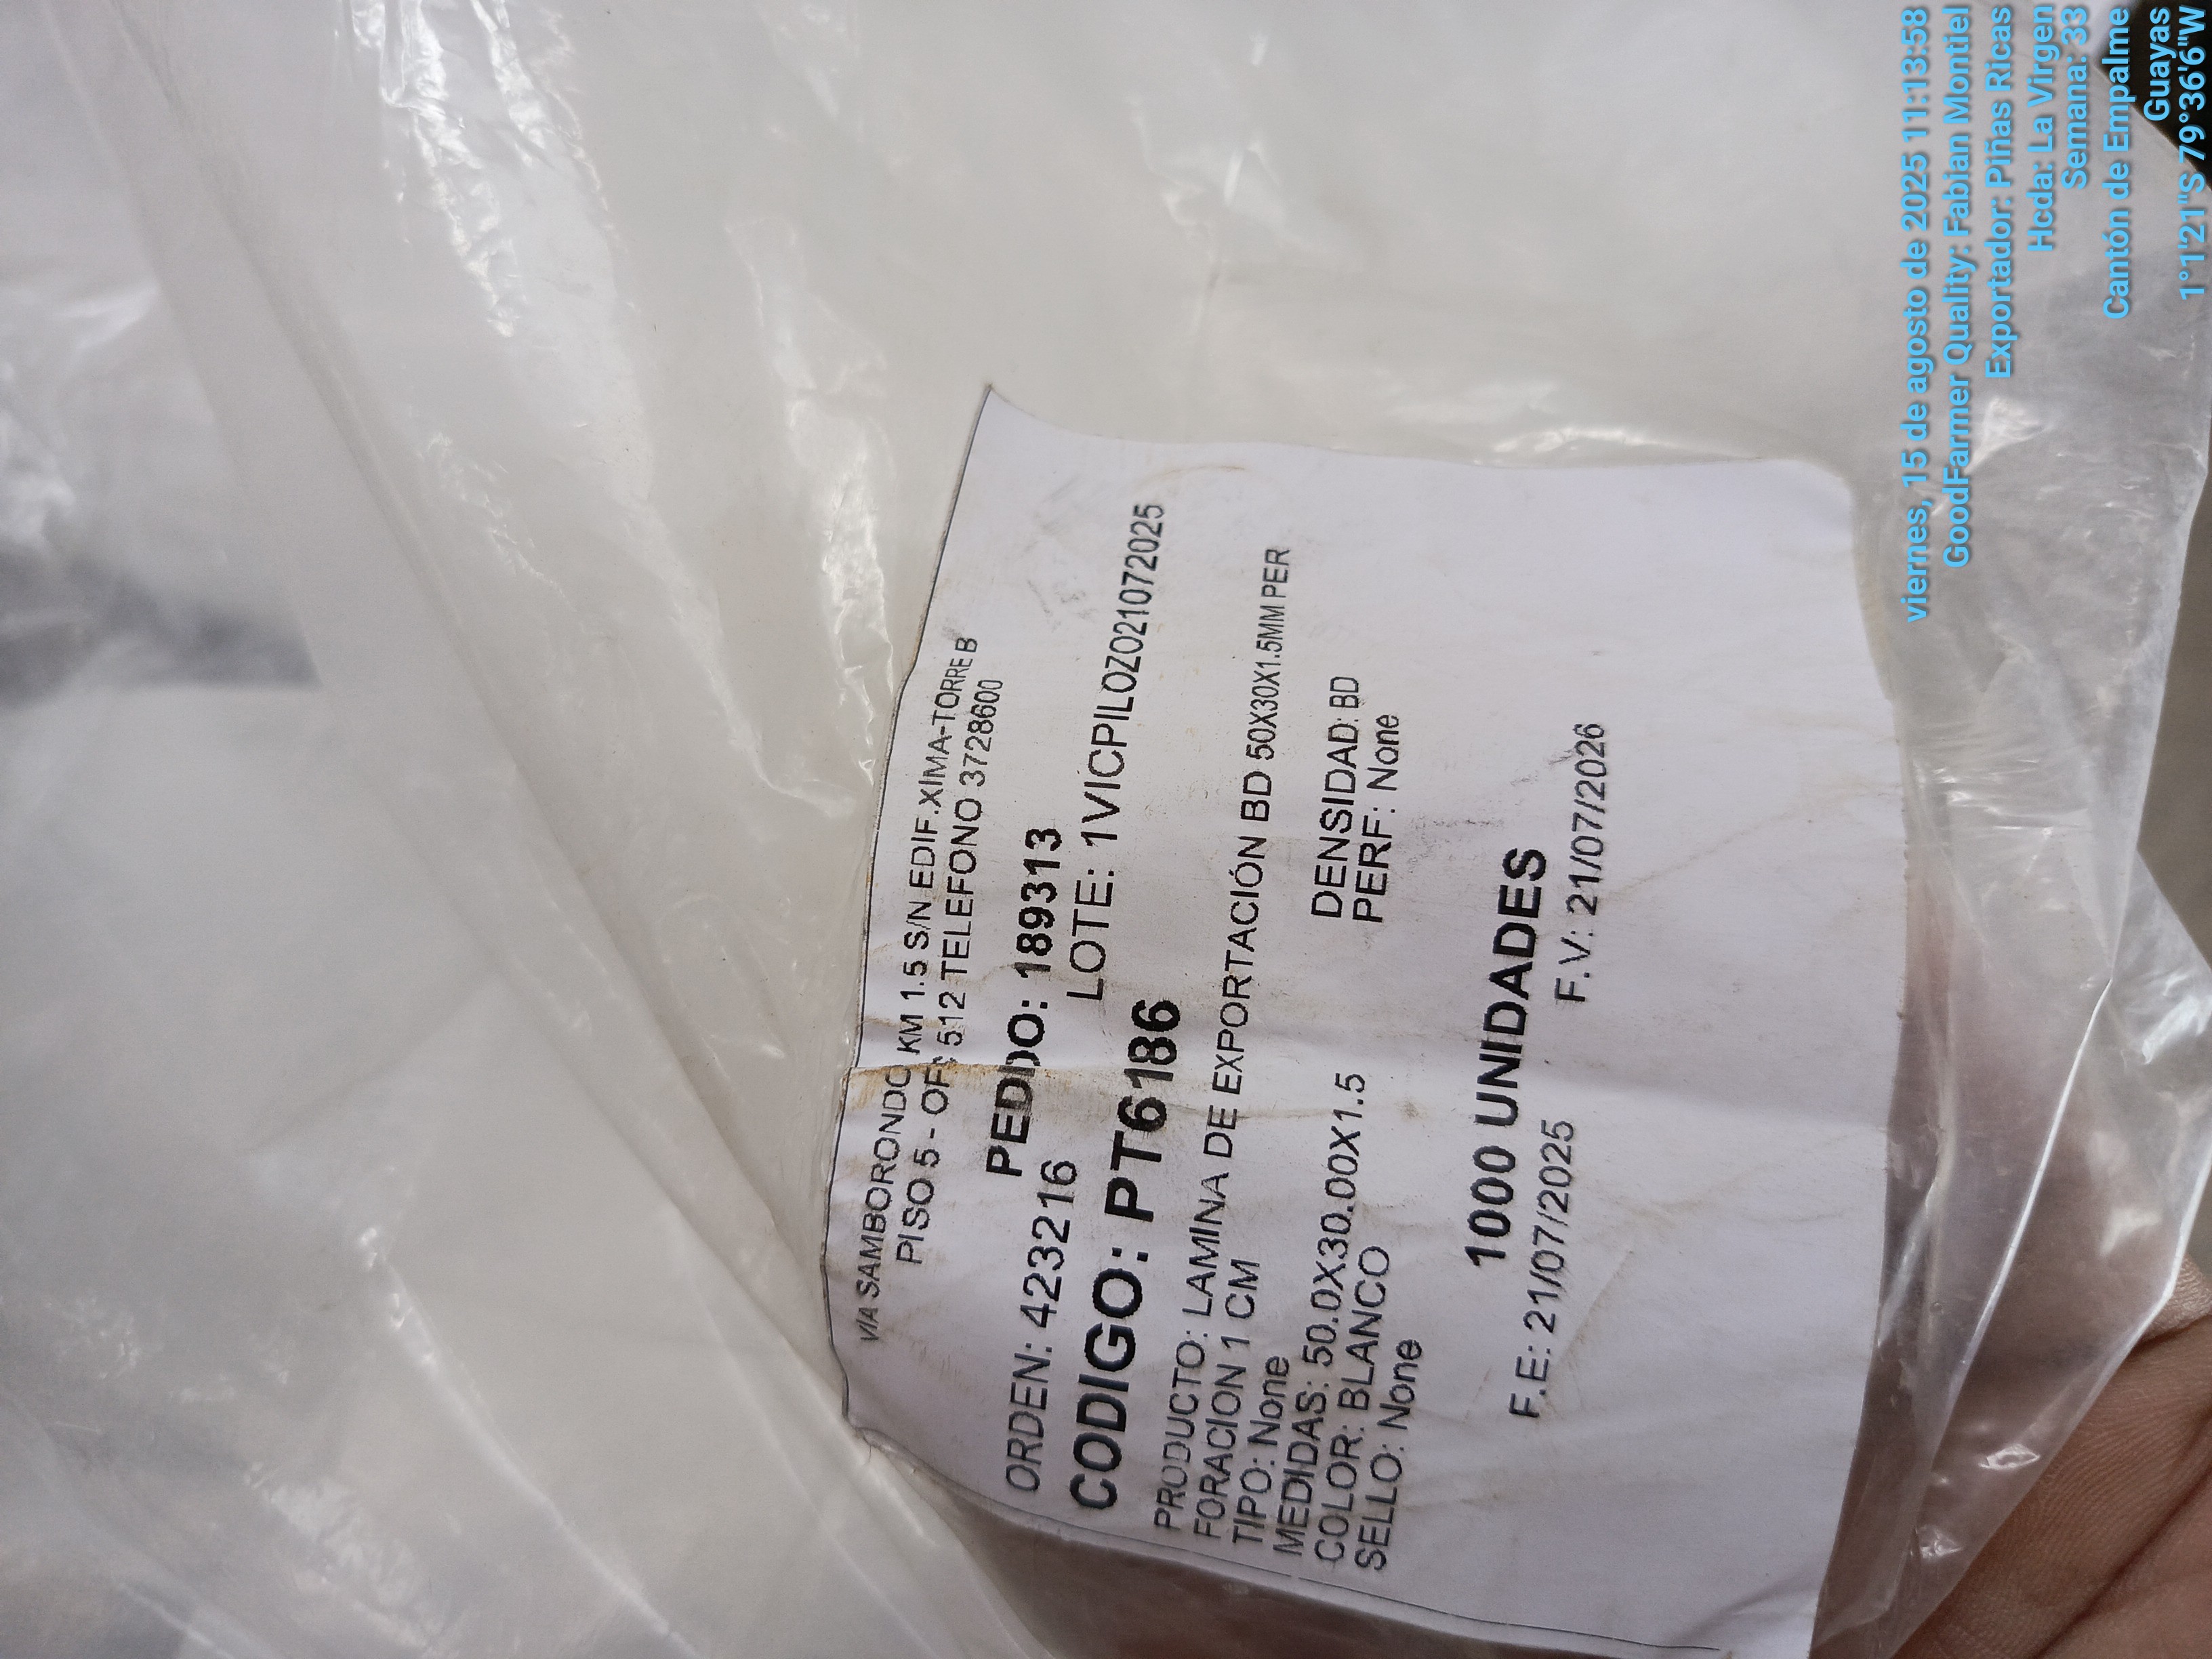 VIA SAMBORONDO KM 1.5 S/N EDIF.XIMA-TORRE B
PISO 5 - OFC 512 TELEFONO 3728600
PEDDO: 189313
ORDEN: 423216
LOTE: 1VICPILOZO21072025
CODIGO: PT6186
PRODUCTO: LAMINA DE EXPORTACIÓN BD 50X30X1.5MM PER
FORACION 1 CM
TIPO: None
MEDIDAS: 50.0X30.00X1.5
DENSIDAD: BD
COLOR: BLANCO
PERF: None
SELLO: None
1000 UNIDADES
F.E: 21/07/2025
F.V: 21/07/2026
viernes, 15 de agosto de 2025 11:13:58
GoodFarmer Quality: Fabian Montiel
Exportador: Piñas Ricas
Hcda: La Virgen
Semana: 33
Cantón de Empalme
Guayas
1°1'21"S 79°36'6"W